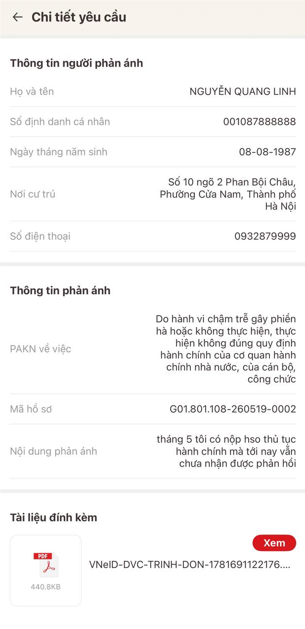 Chi tiết yêu cầu
Thông tin người phản ánh
Họ và tên NGUYỄN QUANG LINH
Số định danh cá nhân 001087888888
Ngày tháng năm sinh 08-08-1987
Nơi cư trú
Số 10 ngõ 2 Phan Bội Châu,
Phường Cửa Nam, Thành phố
Hà Nội
Số điện thoại 0932879999
Thông tin phản ánh
PAKN về việc
Do hành vi chậm trễ gây phiền
hà hoặc không thực hiện, thực
hiện không đúng quy định
hành chính của cơ quan hành
chính nhà nước, của cán bộ,
công chức
Mã hồ sơ G01.801.108-260519-0002
Nội dung phản ánh
tháng 5 tôi có nộp hso thủ tục
hành chính mà tới nay vẫn
chưa nhận được phản hồi
Tài liệu đính kèm
Xem
PDF
VNeID-DVC-TRINH-DON-1781691122176....
440.8KB